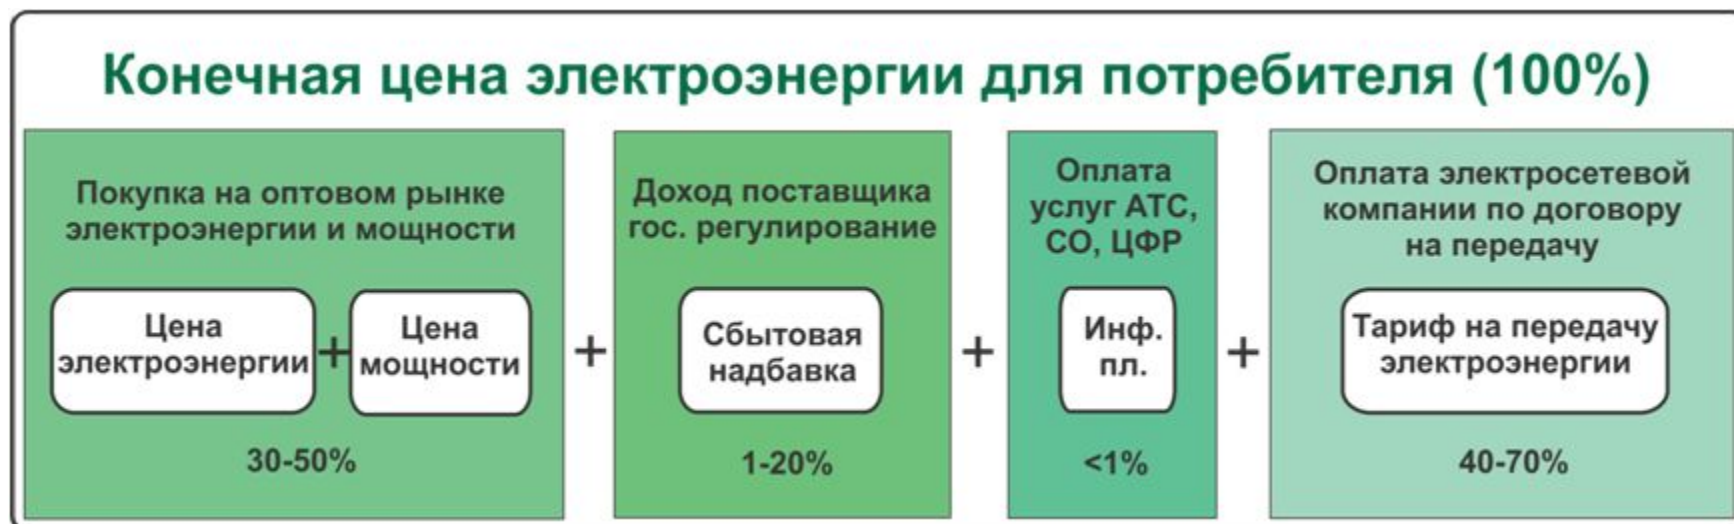 Конечная цена электроэнергии для потребителя (100%)
Покупка на оптовом рынке
электроэнергии и мощности
Цена
электроэнергии
+
Цена
мощности
30-50%
+
Доход поставщика
гос. регулирование
Сбытовая
надбавка
1-20%
+
Оплата
услуг АТС,
СО, ЦФР
Инф.
пл.
<1%
+
Оплата электросетевой
компании по договору
на передачу
Тариф на передачу
электроэнергии
40-70%